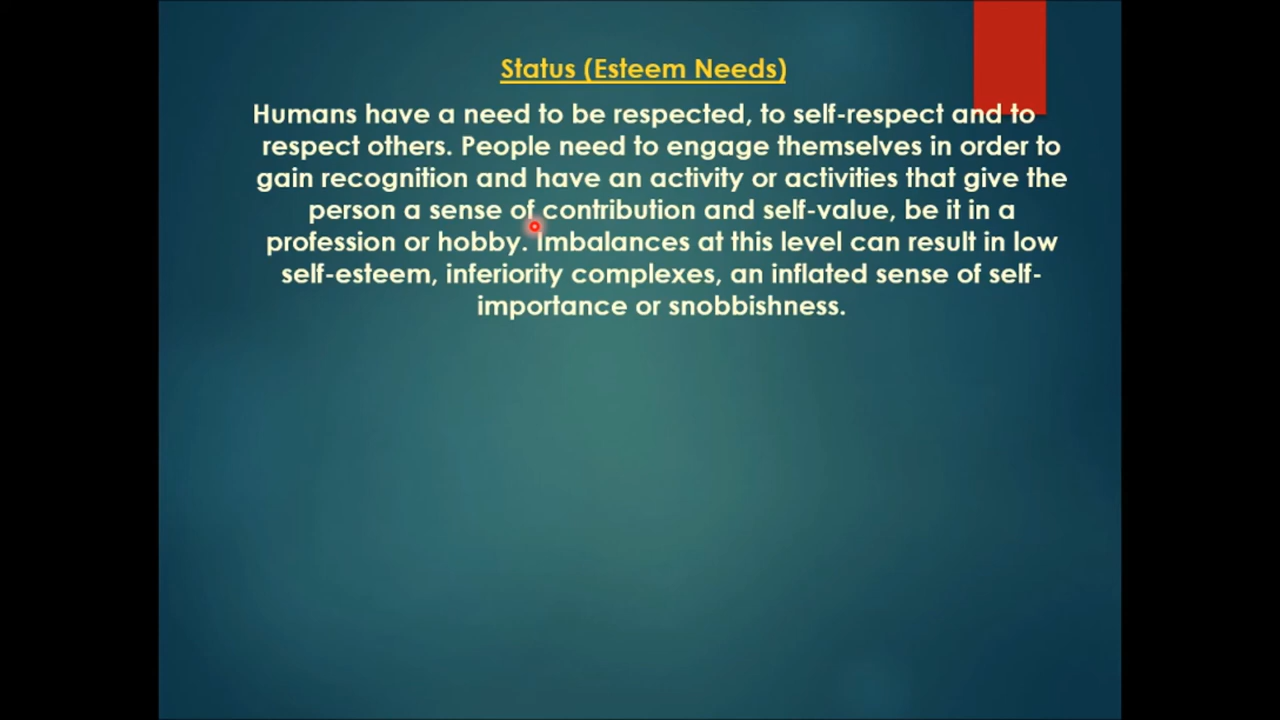 Status (Esteem Needs)
Humans have a need to be respected, to self-respect and to
respect others. People need to engage themselves in order to
gain recognition and have an activity or activities that give the
person a sense of contribution and self-value, be it in a
profession or hobby. Imbalances at this level can result in low
self-esteem, inferiority complexes, an inflated sense of self-
importance or snobbishness.